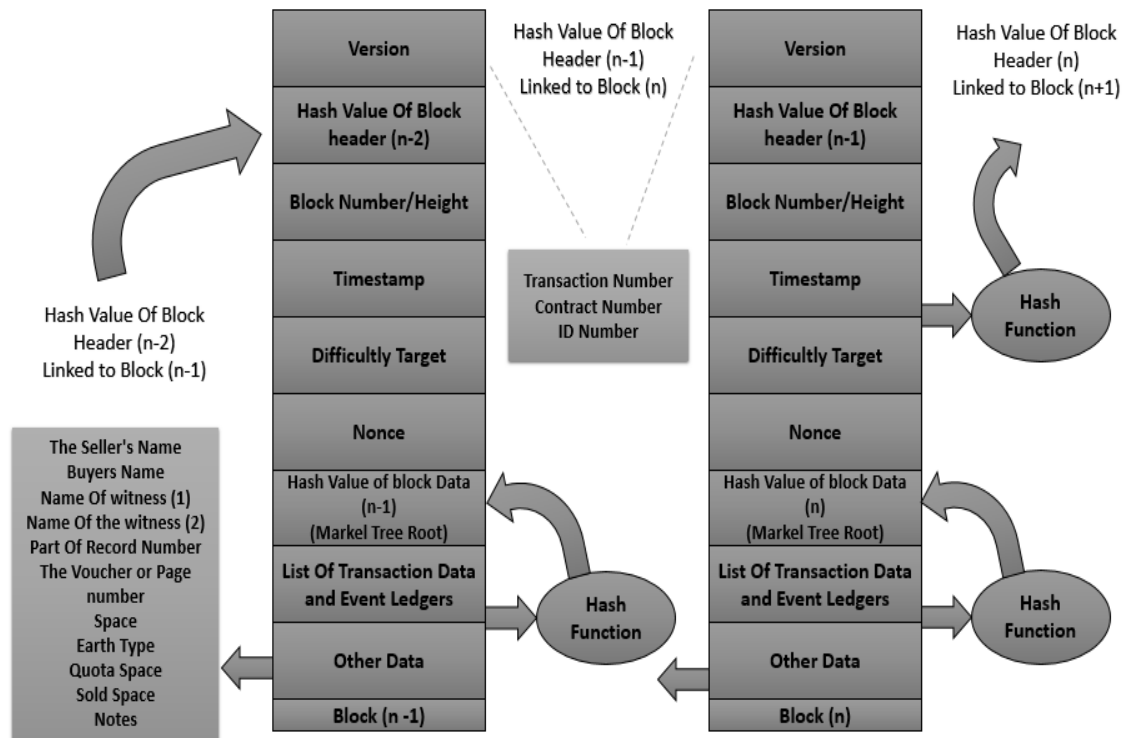 Hash Value Of Block
Header (n-2)
Linked to Block (n-1)
The Seller's Name
Buyers Name
Name Of witness (1)
Name Of the witness (2)
Part Of Record Number
The Voucher or Page
number
Space
Earth Type
Quota Space
Sold Space
Notes
Version
Hash Value Of Block
header (n-2)
Block Number/Height
Timestamp
Difficultly Target
Nonce
Hash Value of block Data
(n-1)
(Markel Tree Root)
List Of Transaction Data
and Event Ledgers
Other Data
Block (n -1)
Hash
Function
Hash Value Of Block
Header (n-1)
Linked to Block (n)
Transaction Number
Contract Number
ID Number
Version
Hash Value Of Block
header (n-1)
Block Number/Height
Timestamp
Difficultly Target
Nonce
Hash Value of block Data
(n)
(Markel Tree Root)
List Of Transaction Data
and Event Ledgers
Other Data
Block (n)
Hash Value Of Block
Header (n)
Linked to Block (n+1)
Hash
Function
Hash
Function